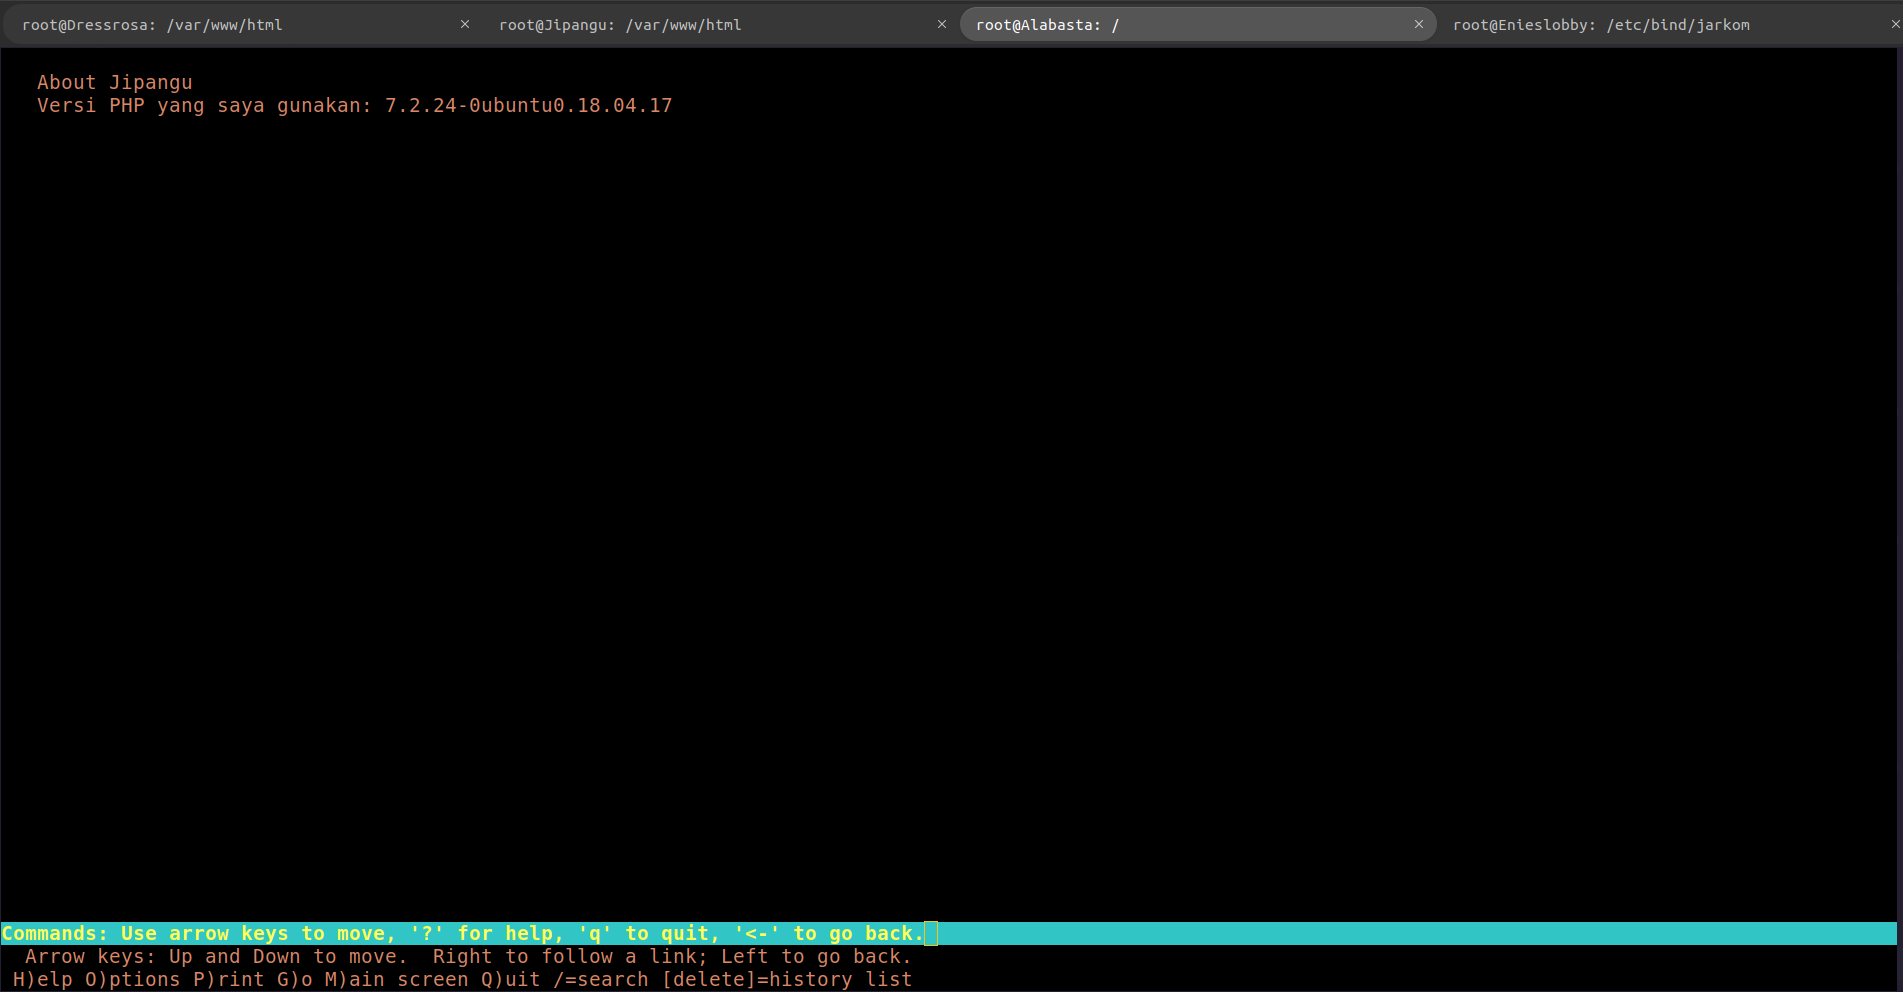 root@Dressrosa: /var/www/html × root@Jipangu: /var/www/html × root@Alabasta: / × root@Enieslobby: /etc/bind/jarkom ×
About Jipangu
Versi PHP yang saya gunakan: 7.2.24-0ubuntu0.18.04.17
Commands: Use arrow keys to move, '?' for help, 'q' to quit, '<-' to go back.
Arrow keys: Up and Down to move.  Right to follow a link; Left to go back.
H)elp O)ptions P)rint G)o M)ain screen Q)uit /=search [delete]=history list